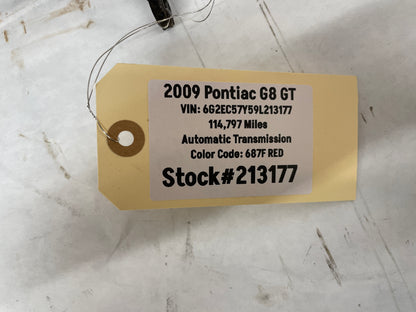 2009 Pontiac G8 GT
VIN: 6G2EC57Y59L213177
114,797 Miles
Automatic Transmission
Color Code: 687F RED
Stock#213177